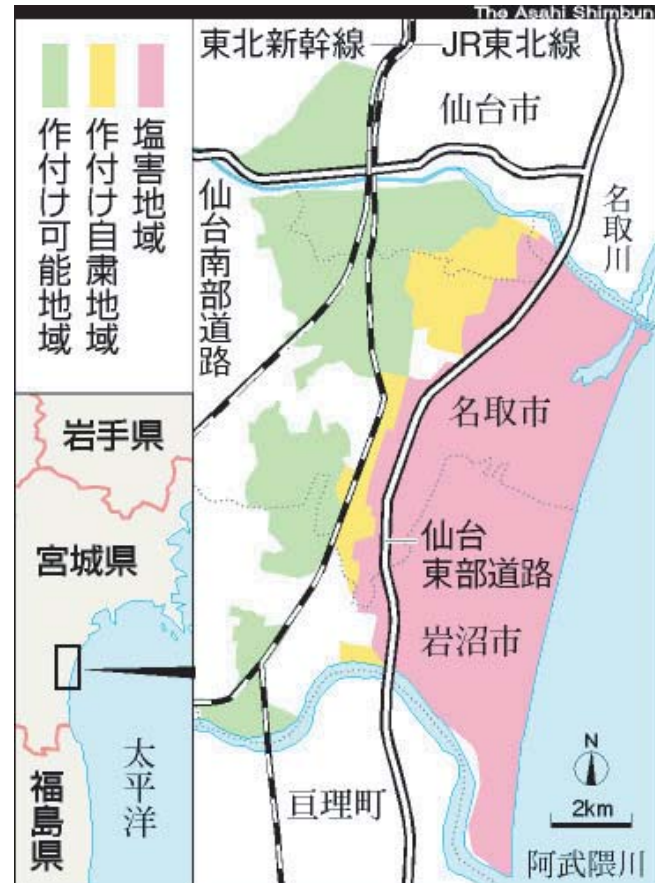 The Asahi Shimbun
塩害地域
作付け自粛地域
作付け可能地域
東北新幹線
JR東北線
仙台市
名取川
仙台南部道路
名取市
仙台
東部道路
岩沼市
亘理町
阿武隈川
N
2km
岩手県
宮城県
福島県
太平洋